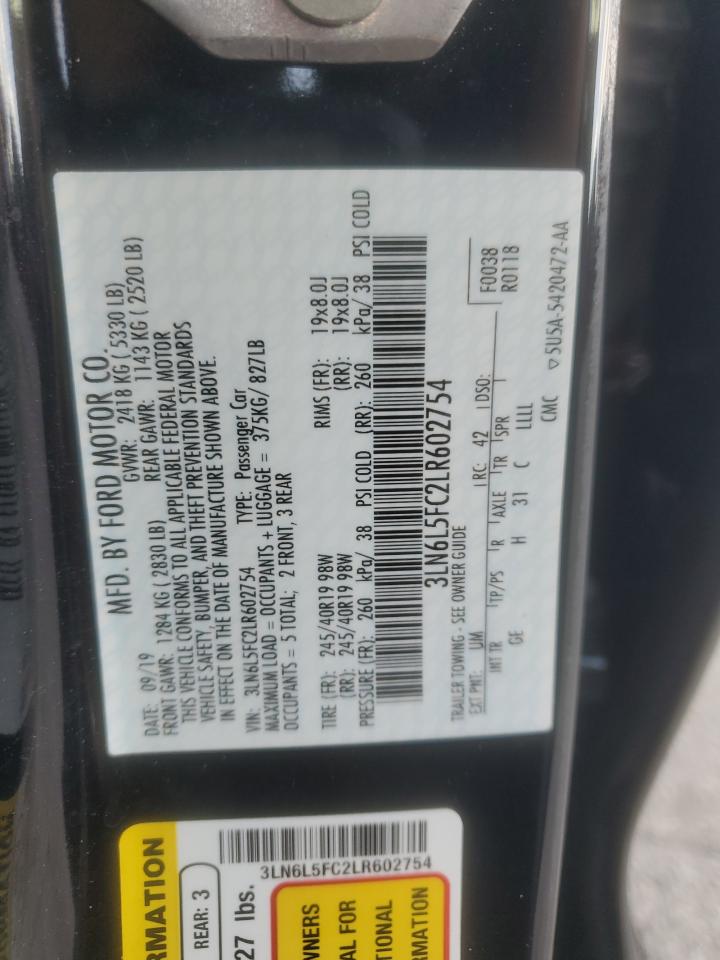 MFD. BY FORD MOTOR CO.
DATE: 09/19 GVWR: 2418 KG ( 5330 LB)
FRONT GAWR: 1284 KG ( 2830 LB) REAR GAWR: 1143 KG ( 2520 LB)
THIS VEHICLE CONFORMS TO ALL APPLICABLE FEDERAL MOTOR
VEHICLE SAFETY, BUMPER, AND THEFT PREVENTION STANDARDS
IN EFFECT ON THE DATE OF MANUFACTURE SHOWN ABOVE.
VIN: 3LN6L5FC2LR602754 TYPE: Passenger Car
MAXIMUM LOAD = OCCUPANTS + LUGGAGE = 375KG/ 827LB
OCCUPANTS = 5 TOTAL; 2 FRONT, 3 REAR
TIRE (FR): 245/40R19 98W RIMS (FR): 19x8.0J
(RR): 245/40R19 98W (RR): 19x8.0J
PRESSURE (FR): 260 kPa/ 38 PSI COLD (RR): 260 kPa/ 38 PSI COLD
3LN6L5FC2LR602754
TRAILER TOWING - SEE OWNER GUIDE
F0038
R0118
EXT PNT: UM RC: 42 DSO:
INT TR TP/PS R AXLE TR SPR
GE H 31 C LLLL
CMC 5U5A-5420472-AA
RMATION
REAR: 3
27 lbs.
3LN6L5FC2LR602754
WNERS
AL FOR
TIONAL
RMATION